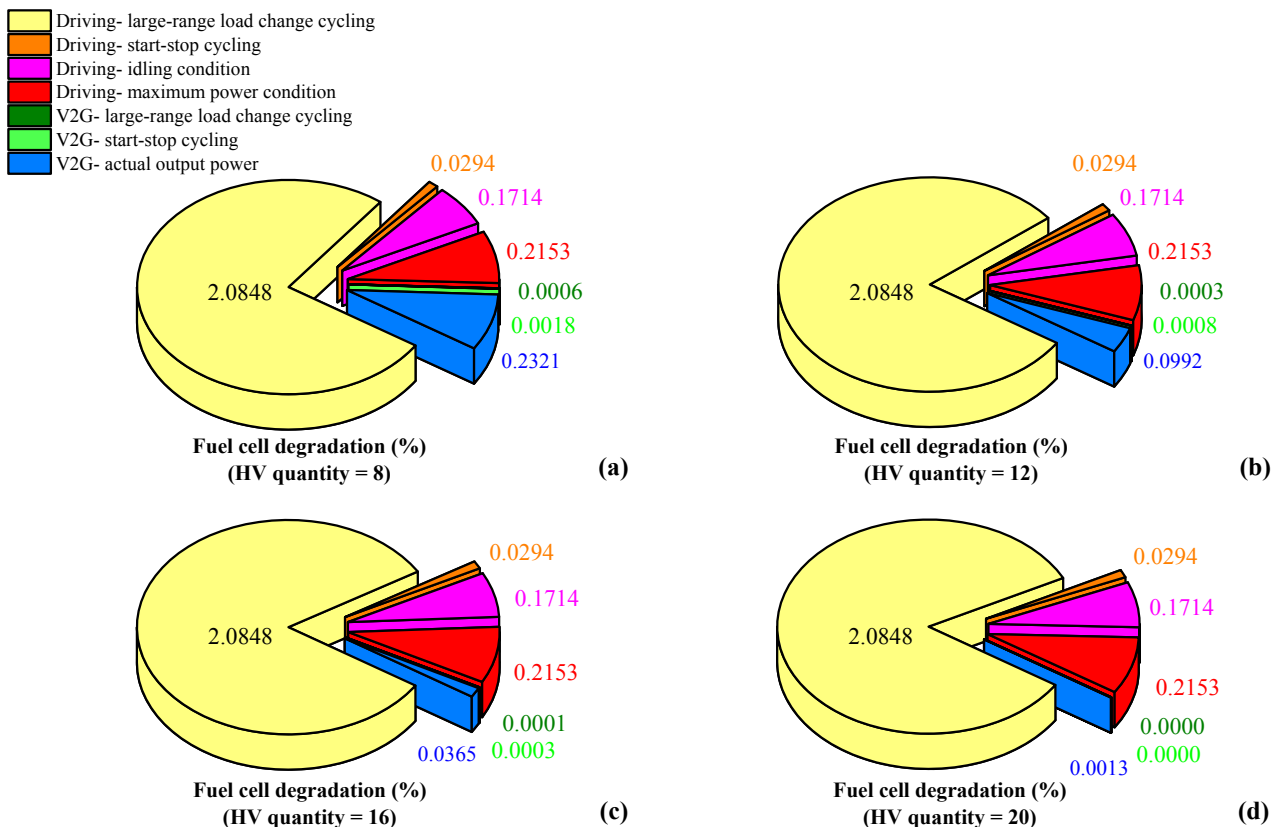 Driving- large-range load change cycling
Driving- start-stop cycling
Driving- idling condition
Driving- maximum power condition
V2G- large-range load change cycling
V2G- start-stop cycling
V2G- actual output power
0.0294
0.1714
0.2153
0.0006
0.0018
0.2321
2.0848
Fuel cell degradation (%)
(HV quantity = 8)
(a)
0.0294
0.1714
0.2153
0.0003
0.0008
0.0992
2.0848
Fuel cell degradation (%)
(HV quantity = 12)
(b)
0.0294
0.1714
0.2153
0.0001
0.0003
0.0365
2.0848
Fuel cell degradation (%)
(HV quantity = 16)
(c)
0.0294
0.1714
0.2153
0.0000
0.0000
0.0013
2.0848
Fuel cell degradation (%)
(HV quantity = 20)
(d)